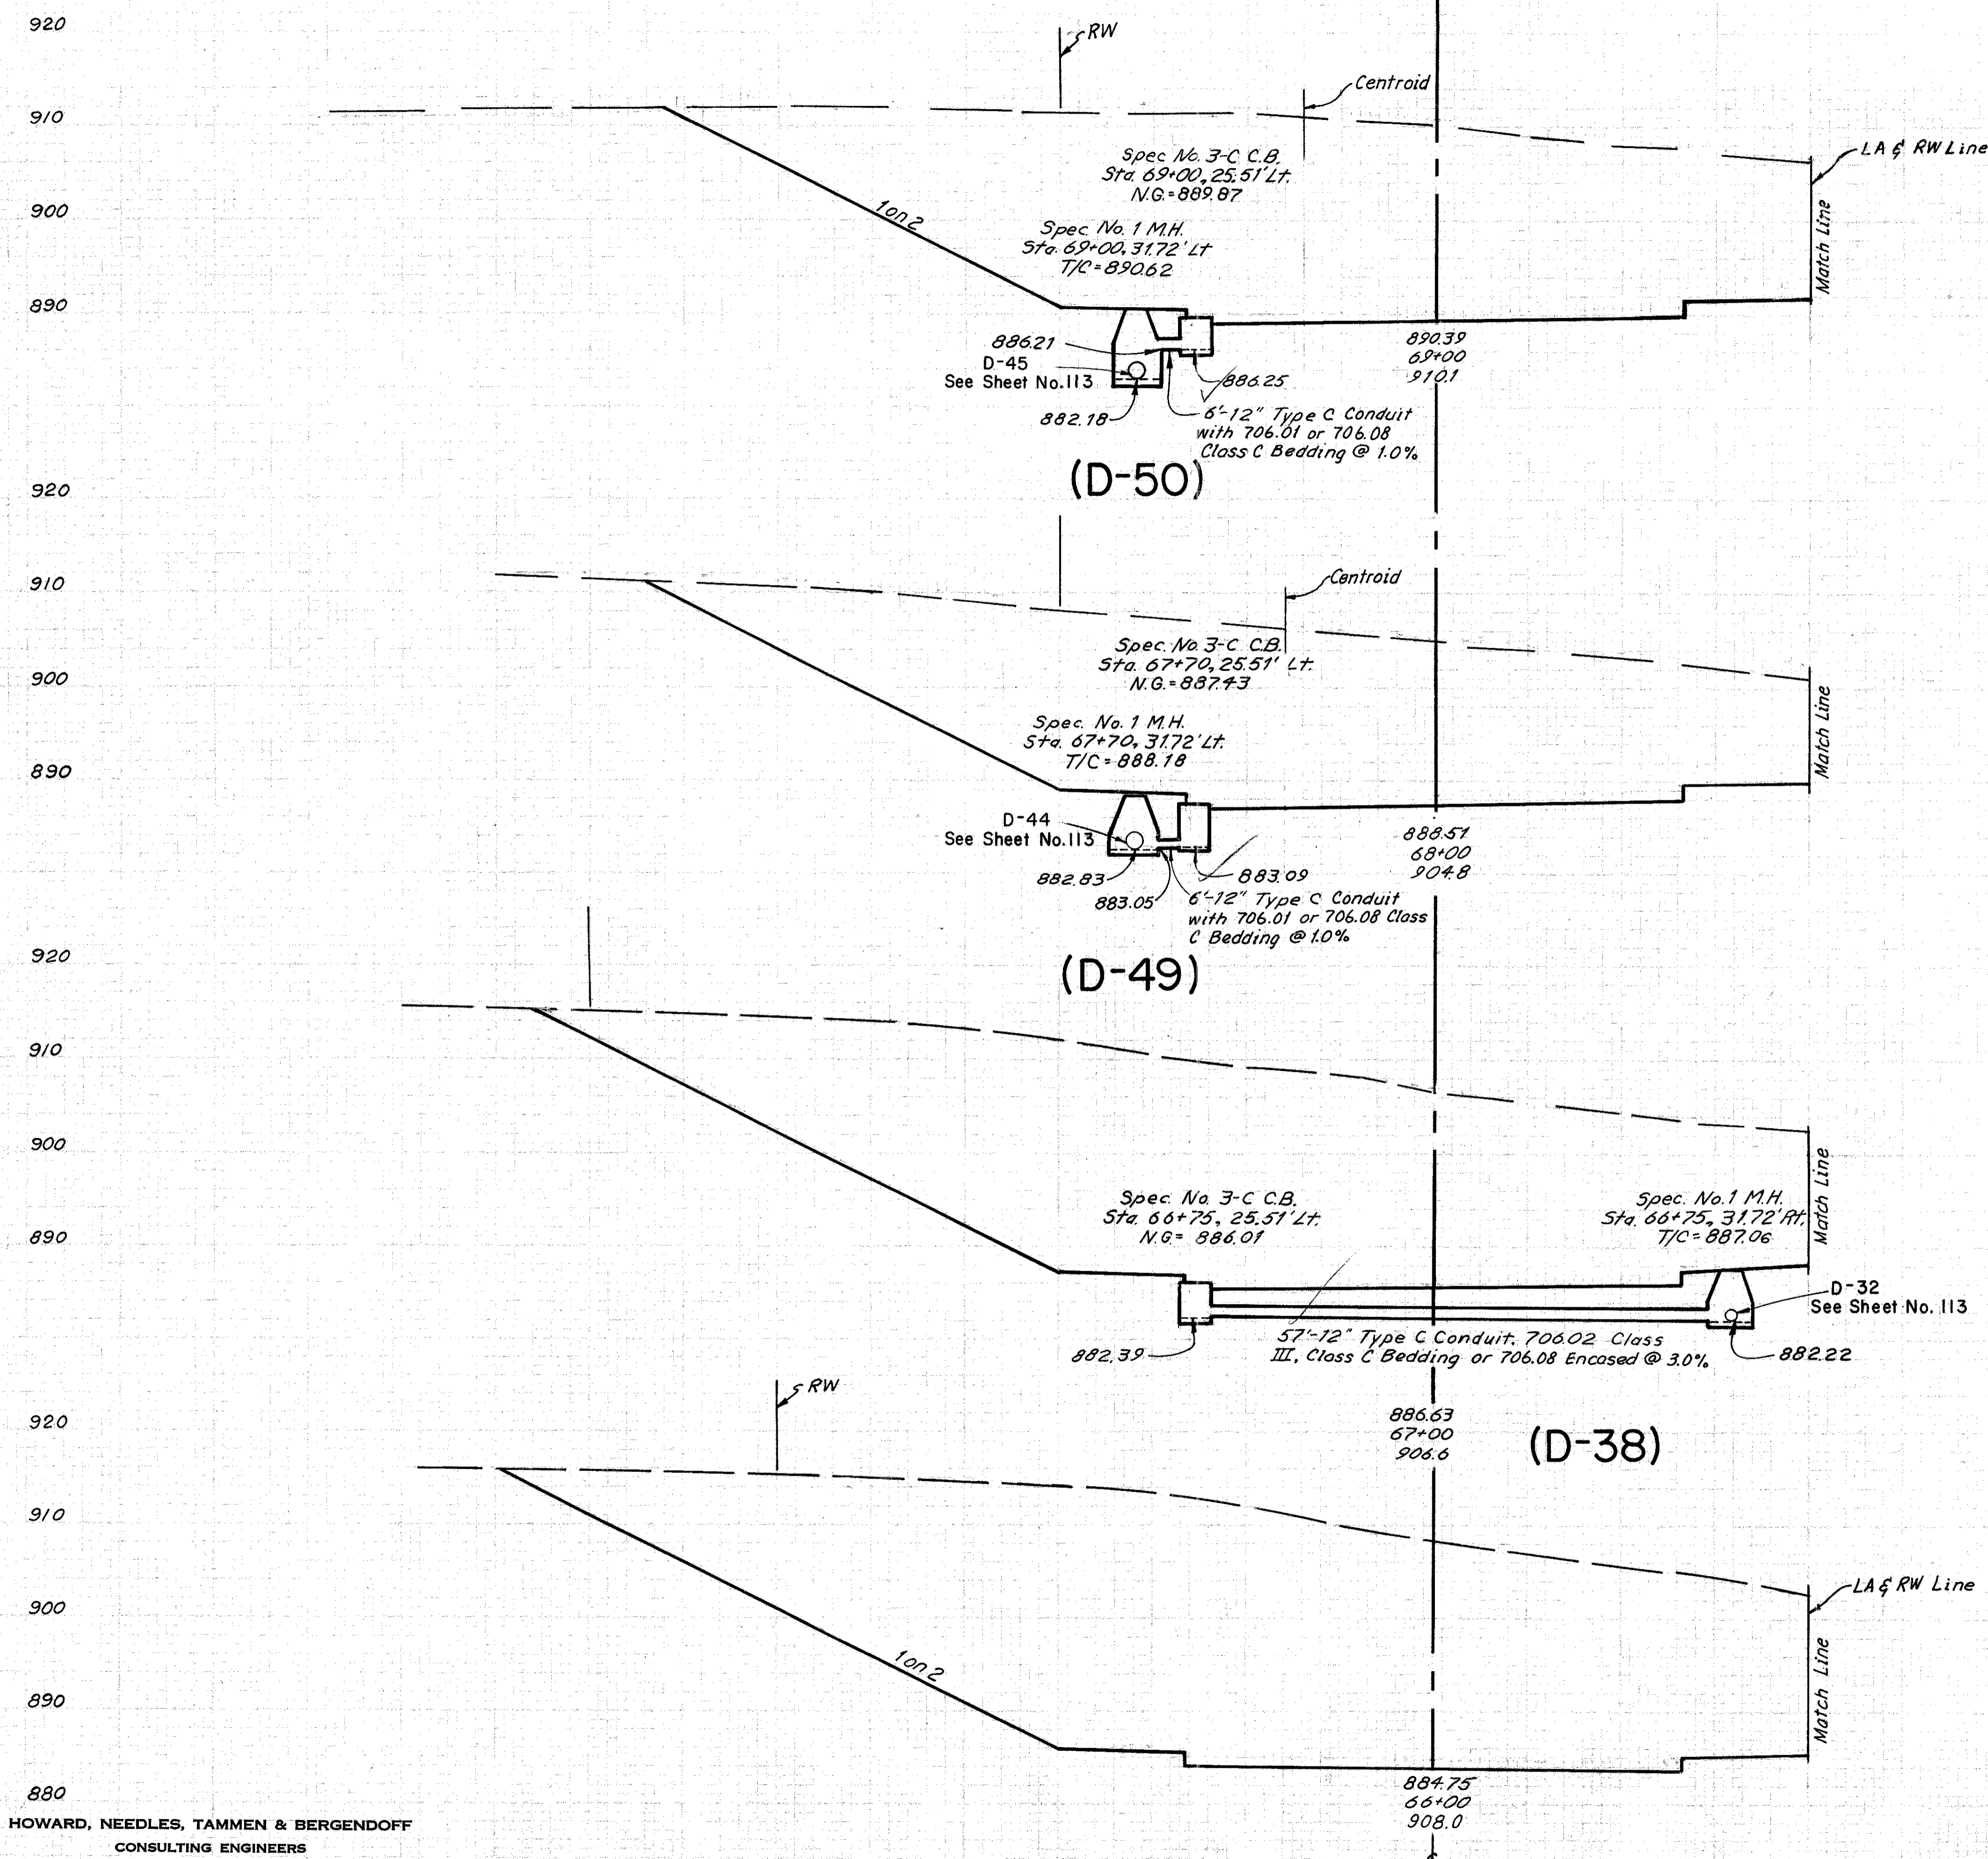 920
RW
Centroid
910
LA & RW Line
Spec No. 3-C C.B.
Sta. 69+00, 25.51' Lt.
N.G.=889.87
900
1 on 2
Match Line
Spec. No. 1 M.H.
Sta. 69+00, 31.72' Lt
T/C=890.62
890
886.21
D-45
See Sheet No.113
882.18
886.25
6'-12" Type C Conduit
with 706.01 or 706.08
Class C Bedding @ 1.0%
890.39
69+00
910.1
(D-50)
920
910
Centroid
Spec. No. 3-C C.B.
Sta. 67+70, 25.51' Lt.
N.G.=887.43
900
Match Line
Spec. No. 1 M.H.
Sta. 67+70, 31.72' Lt.
T/C=888.18
890
D-44
See Sheet No.113
882.83
883.05
883.09
6'-12" Type C Conduit
with 706.01 or 706.08 Class
C Bedding @ 1.0%
888.51
68+00
904.8
(D-49)
920
910
900
Match Line
Spec. No. 3-C C.B.
Sta. 66+75, 25.51' Lt.
N.G.= 886.01
Spec. No. 1 M.H.
Sta. 66+75, 31.72' Rt.
T/C=887.06
890
D-32
See Sheet No. 113
882.39
57'-12" Type C Conduit, 706.02 Class
III, Class C Bedding or 706.08 Encased @ 3.0%
882.22
RW
886.63
67+00
906.6
(D-38)
920
910
LA & RW Line
900
1 on 2
Match Line
890
880
884.75
66+00
908.0
HOWARD, NEEDLES, TAMMEN & BERGENDOFF
CONSULTING ENGINEERS